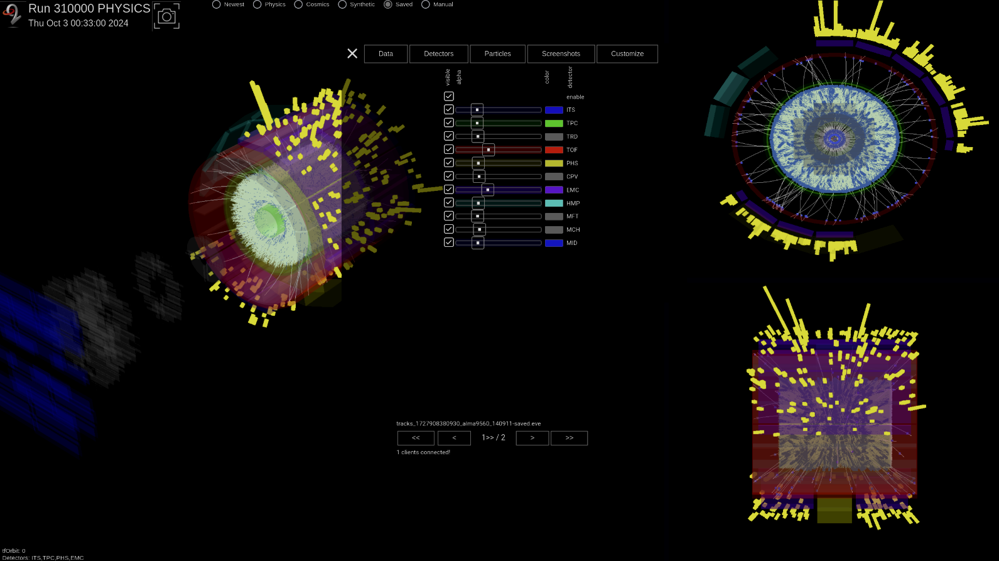 Run 310000 PHYSICS
Thu Oct 3 00:33:00 2024
Newest Physics Cosmics Synthetic Saved Manual
Data Detectors Particles Screenshots Customize
visible alpha color detector
enable
ITS
TPC
TRD
TOF
PHS
CPV
EMC
HMP
MFT
MCH
MID
tracks_1727908380930_alma9560_140911-saved.eve
<< < 1>> / 2 > >>
1 clients connected!
tfOrbit: 0
Detectors: ITS,TPC,PHS,EMC